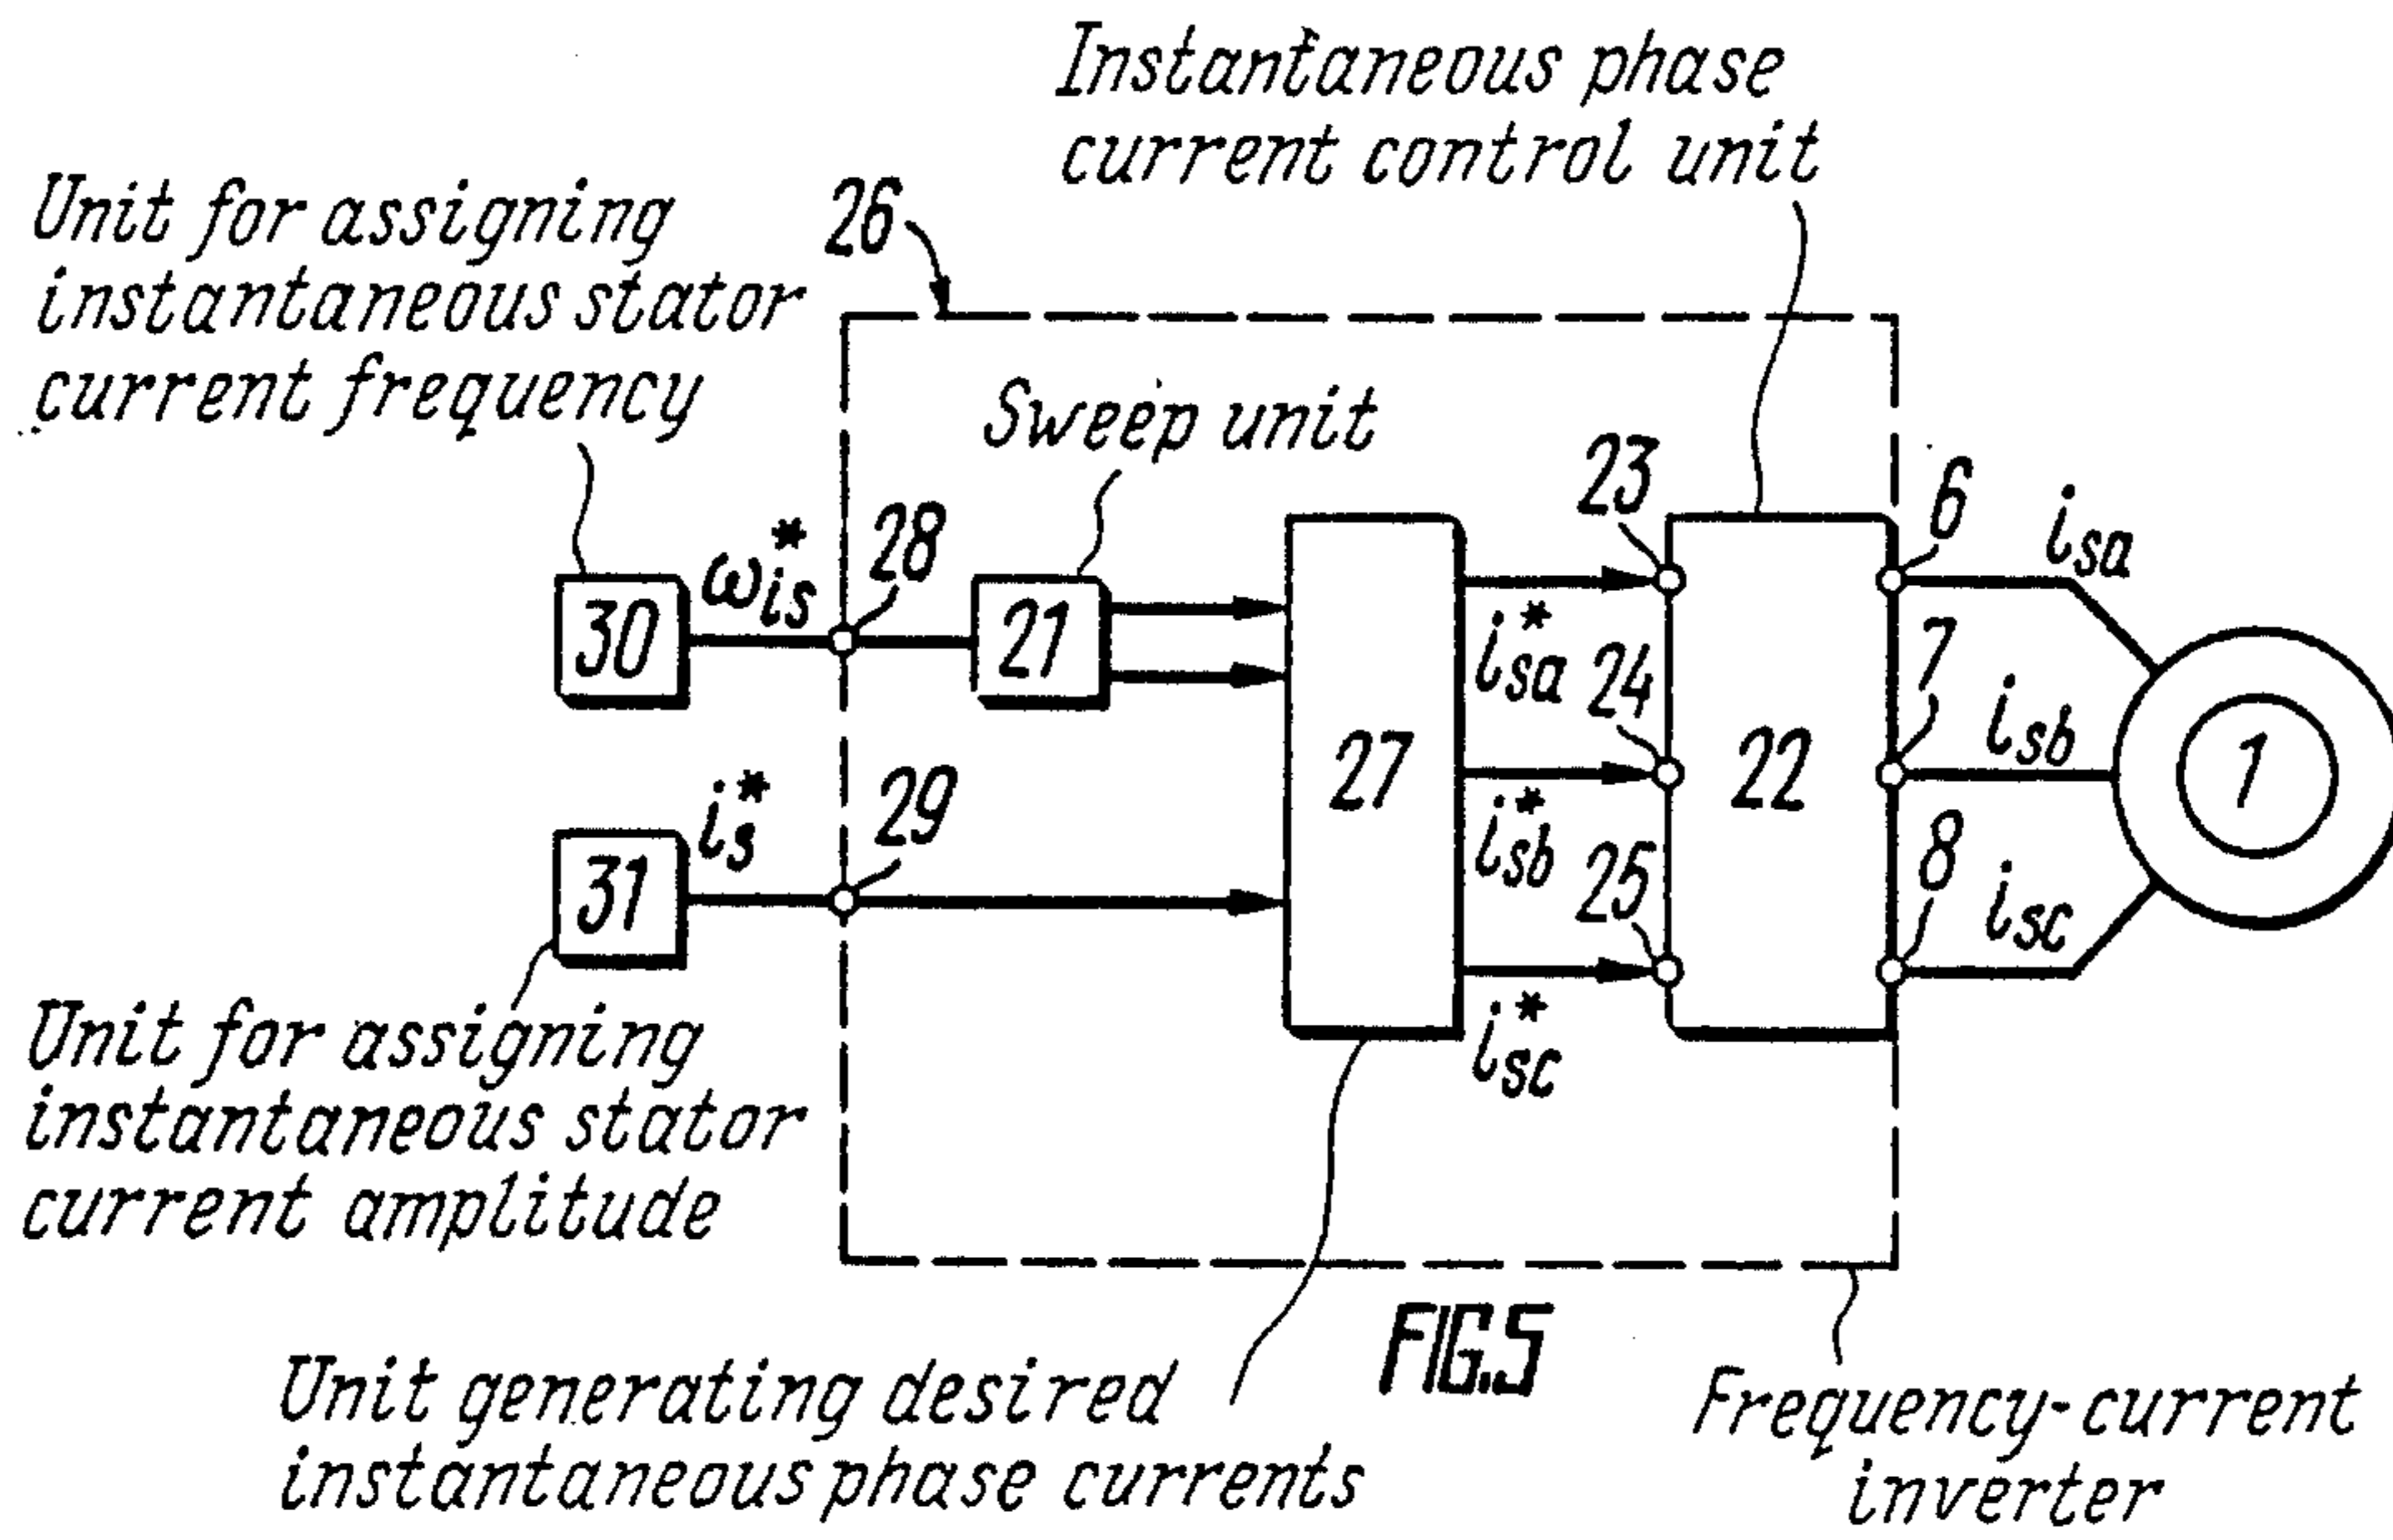 Instantaneous phase
current control unit
Unit for assigning
instantaneous stator
current frequency
26
Sweep unit
23
6
i_sa
28
ω*_is
30
21
i*_sa
24
7
i_sb
27
22
1
i*_s
29
31
i*_sb
25
8
i_sc
i*_sc
Unit for assigning
instantaneous stator
current amplitude
FIG.5
Unit generating desired
instantaneous phase currents
Frequency-current
inverter